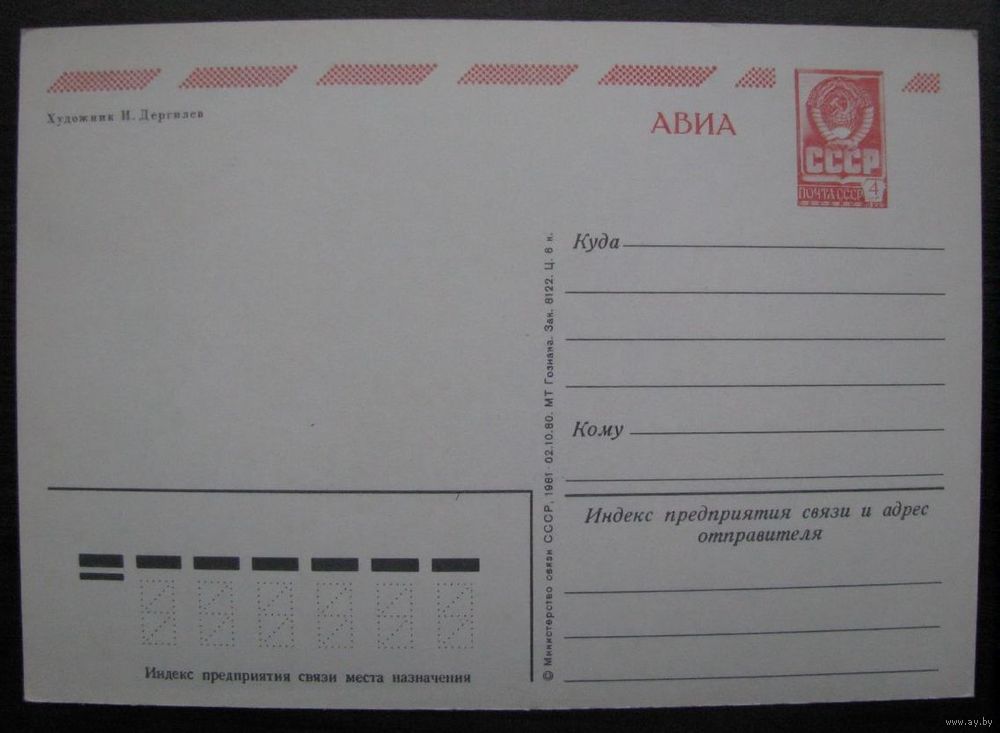 Художник И. Дергилев
АВИА
СССР
ПОЧТА СССР 4
Куда
Кому
© Министерство связи СССР, 1981 · 02.10.80. МТ Гознака. Зак. 8122. Ц. 8 к.
Индекс предприятия связи и адрес
отправителя
Индекс предприятия связи места назначения
www.ay.by